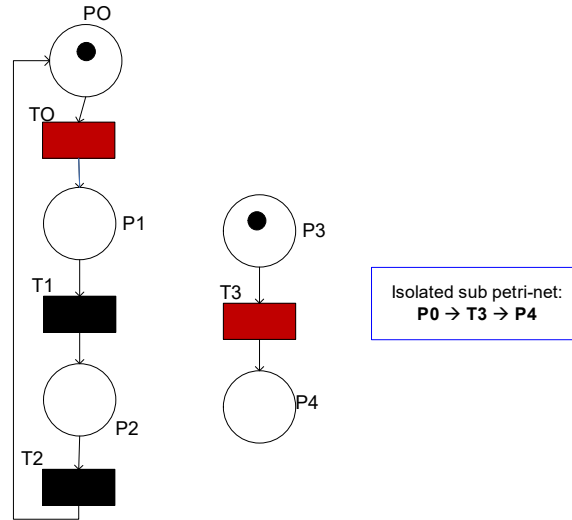 PO
TO
P1
P3
T1
T3
Isolated sub petri-net:
P0 → T3 → P4
P4
P2
T2